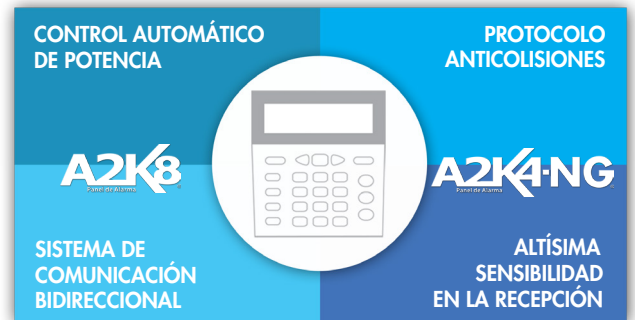 CONTROL AUTOMÁTICO
DE POTENCIA
PROTOCOLO
ANTICOLISIONES
A2K8
Panel de Alarma
A2K4-NG
Panel de Alarma
SISTEMA DE
COMUNICACIÓN
BIDIRECCIONAL
ALTÍSIMA
SENSIBILIDAD
EN LA RECEPCIÓN